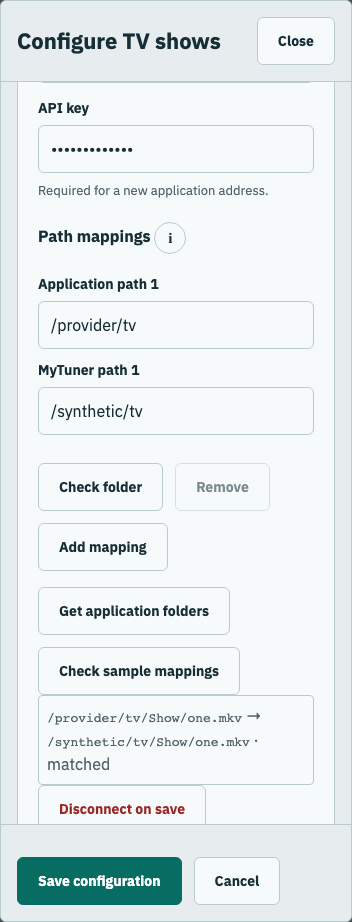 Configure TV shows
Close
API key
•••••••••••••
Required for a new application address.
Path mappings i
Application path 1
/provider/tv
MyTuner path 1
/synthetic/tv
Check folder
Remove
Add mapping
Get application folders
Check sample mappings
/provider/tv/Show/one.mkv →
/synthetic/tv/Show/one.mkv ·
matched
Disconnect on save
Save configuration
Cancel